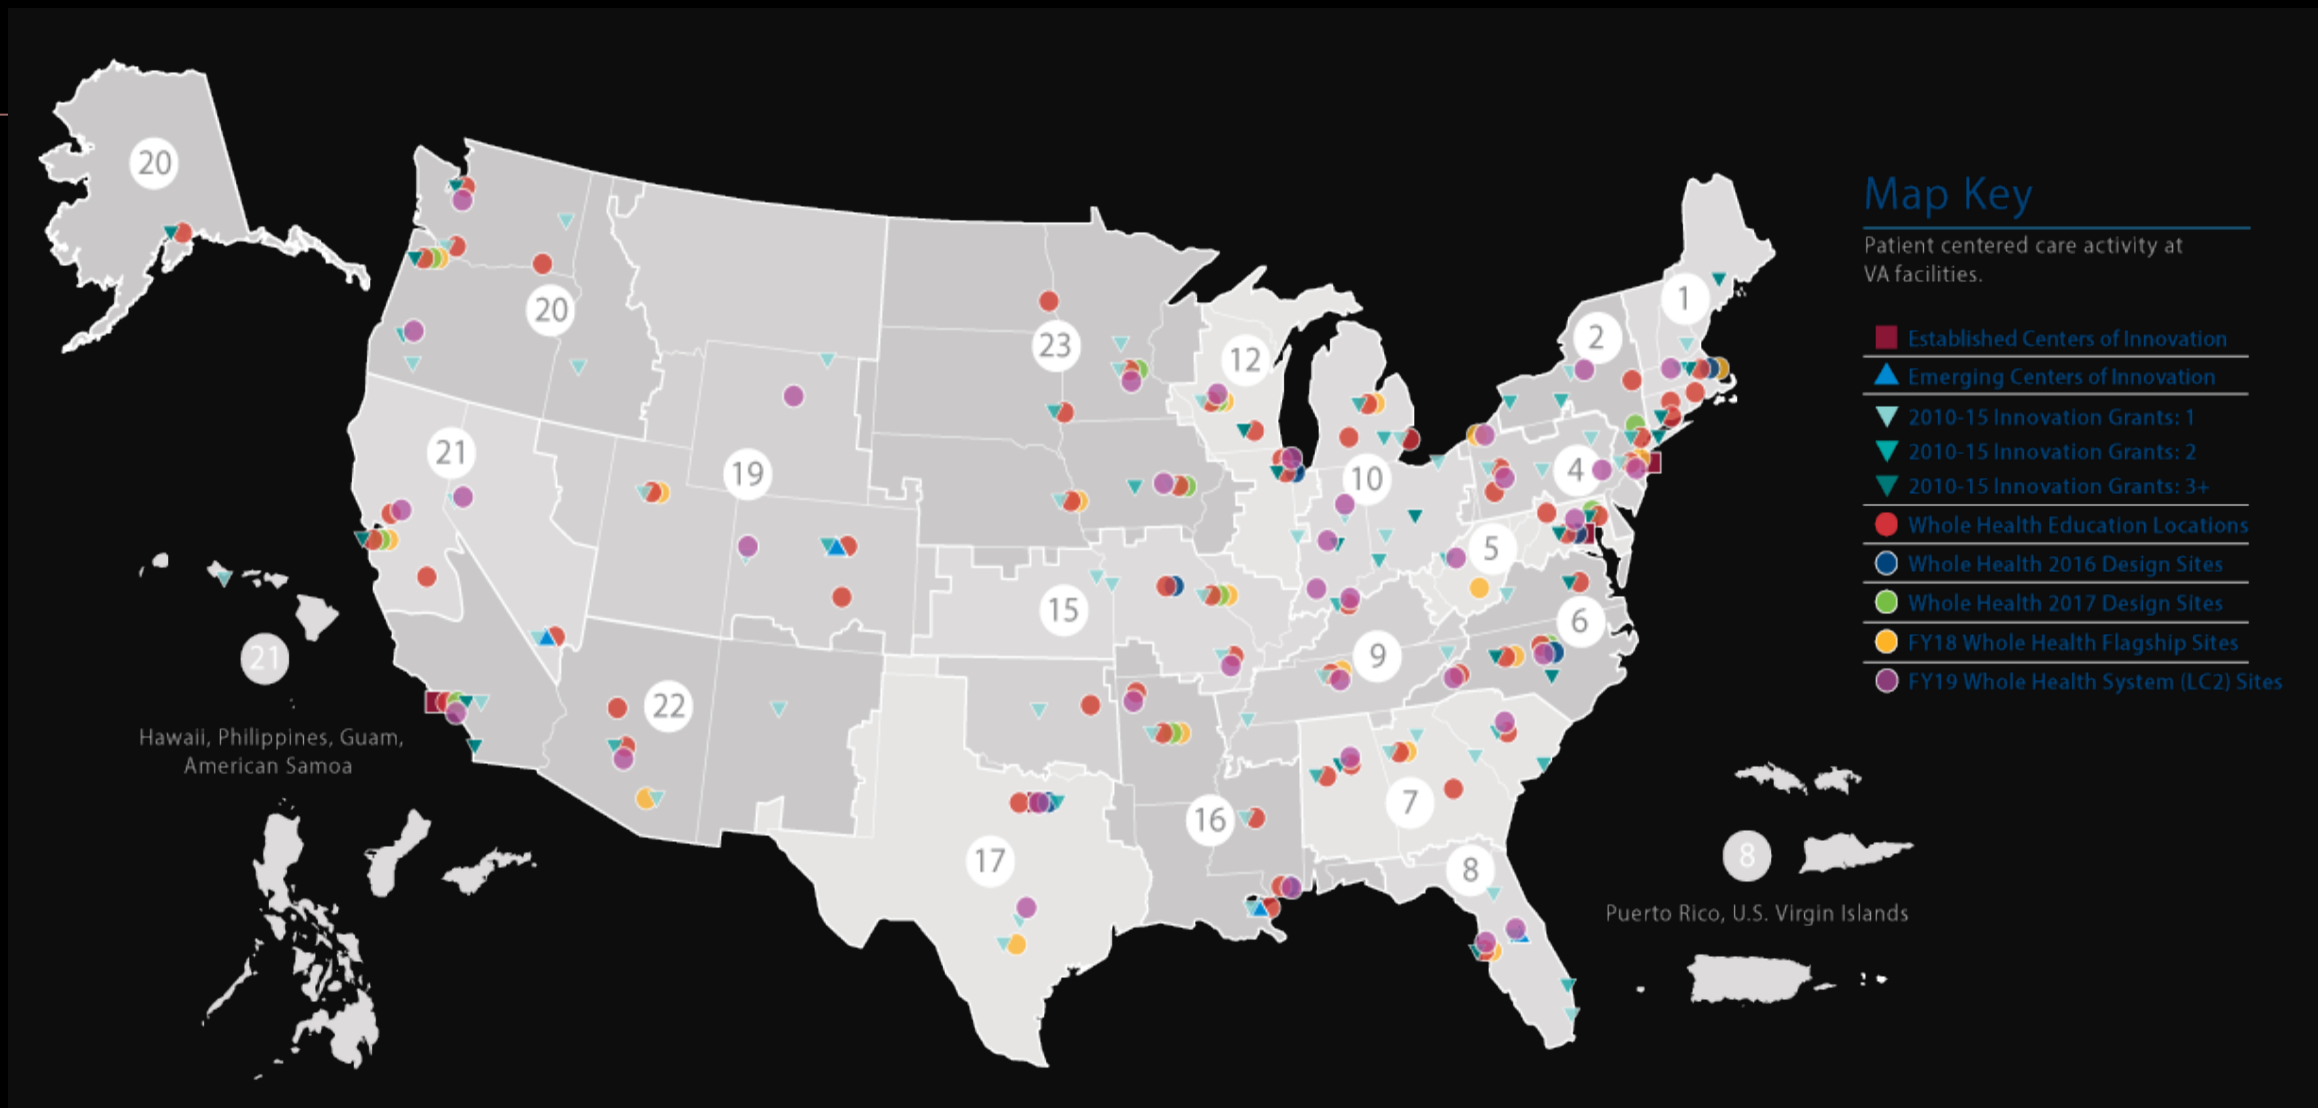 20
20
23
12
1
2
21
19
10
4
5
15
6
9
22
21
7
16
17
8
8
Hawaii, Philippines, Guam,
American Samoa
Puerto Rico, U.S. Virgin Islands
Map Key
Patient centered care activity at
VA facilities.
Established Centers of Innovation
Emerging Centers of Innovation
2010-15 Innovation Grants: 1
2010-15 Innovation Grants: 2
2010-15 Innovation Grants: 3+
Whole Health Education Locations
Whole Health 2016 Design Sites
Whole Health 2017 Design Sites
FY18 Whole Health Flagship Sites
FY19 Whole Health System (LC2) Sites